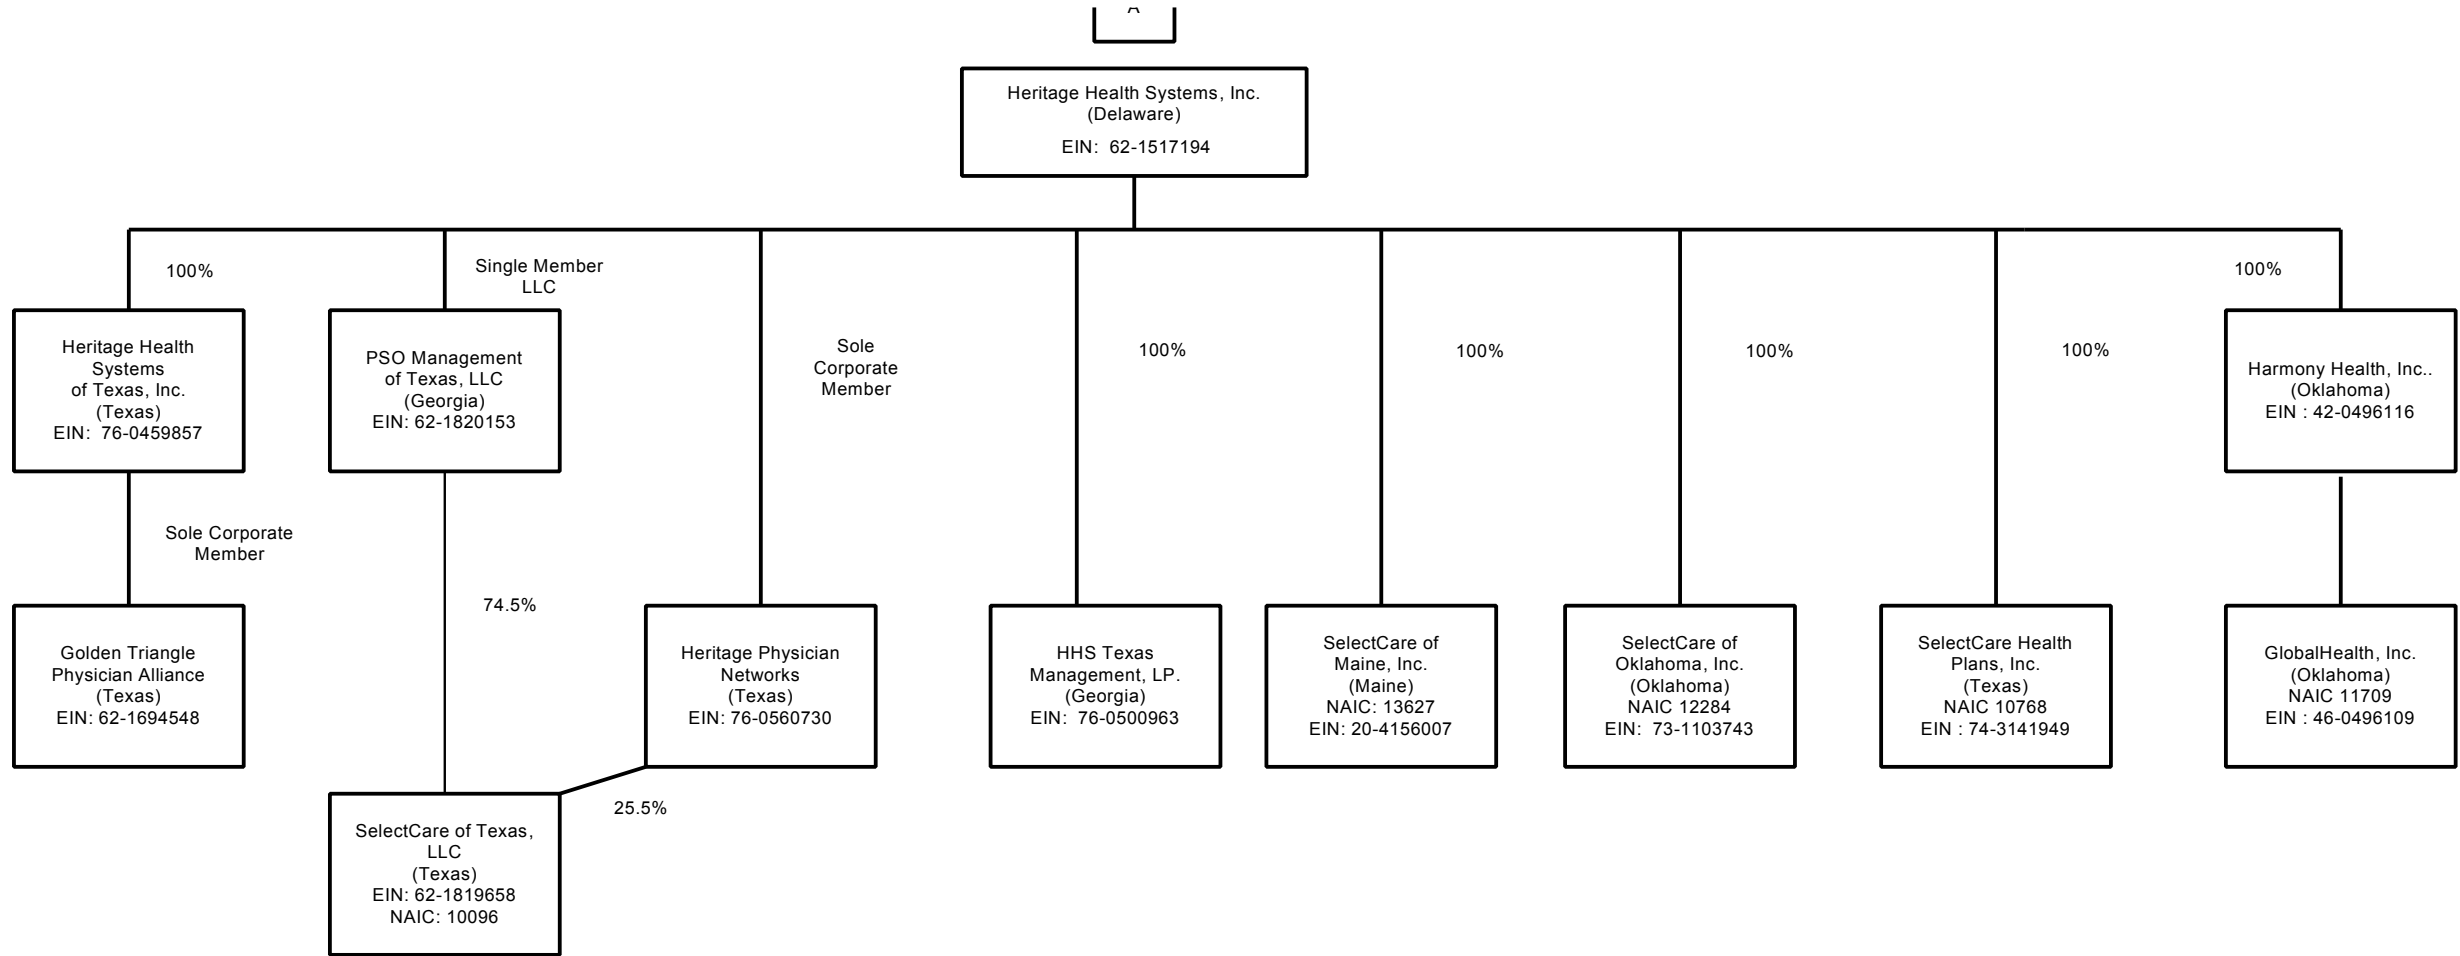 A
Heritage Health Systems, Inc.
(Delaware)
EIN:  62-1517194
100%
Single Member
LLC
Sole
Corporate
Member
100%
100%
100%
100%
100%
Heritage Health
Systems
of Texas, Inc.
(Texas)
EIN:  76-0459857
PSO Management
of Texas, LLC
(Georgia)
EIN: 62-1820153
Harmony Health, Inc..
(Oklahoma)
EIN : 42-0496116
Sole Corporate
Member
74.5%
Golden Triangle
Physician Alliance
(Texas)
EIN: 62-1694548
Heritage Physician
Networks
(Texas)
EIN: 76-0560730
HHS Texas
Management, LP.
(Georgia)
EIN:  76-0500963
SelectCare of
Maine, Inc.
(Maine)
NAIC: 13627
EIN: 20-4156007
SelectCare of
Oklahoma, Inc.
(Oklahoma)
NAIC 12284
EIN:  73-1103743
SelectCare Health
Plans, Inc.
(Texas)
NAIC 10768
EIN : 74-3141949
GlobalHealth, Inc.
(Oklahoma)
NAIC 11709
EIN : 46-0496109
25.5%
SelectCare of Texas,
LLC
(Texas)
EIN: 62-1819658
NAIC: 10096